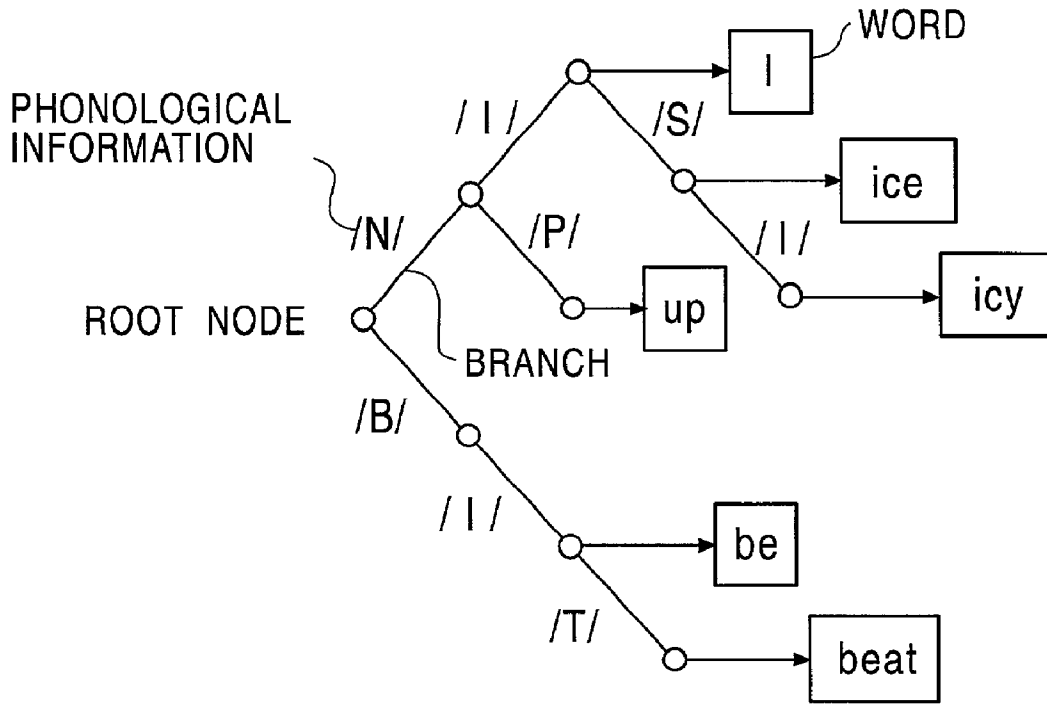 WORD
I
PHONOLOGICAL
INFORMATION
/I/
/S/
ice
/N/
/P/
/I/
ROOT NODE
up
icy
BRANCH
/B/
/I/
be
/T/
beat